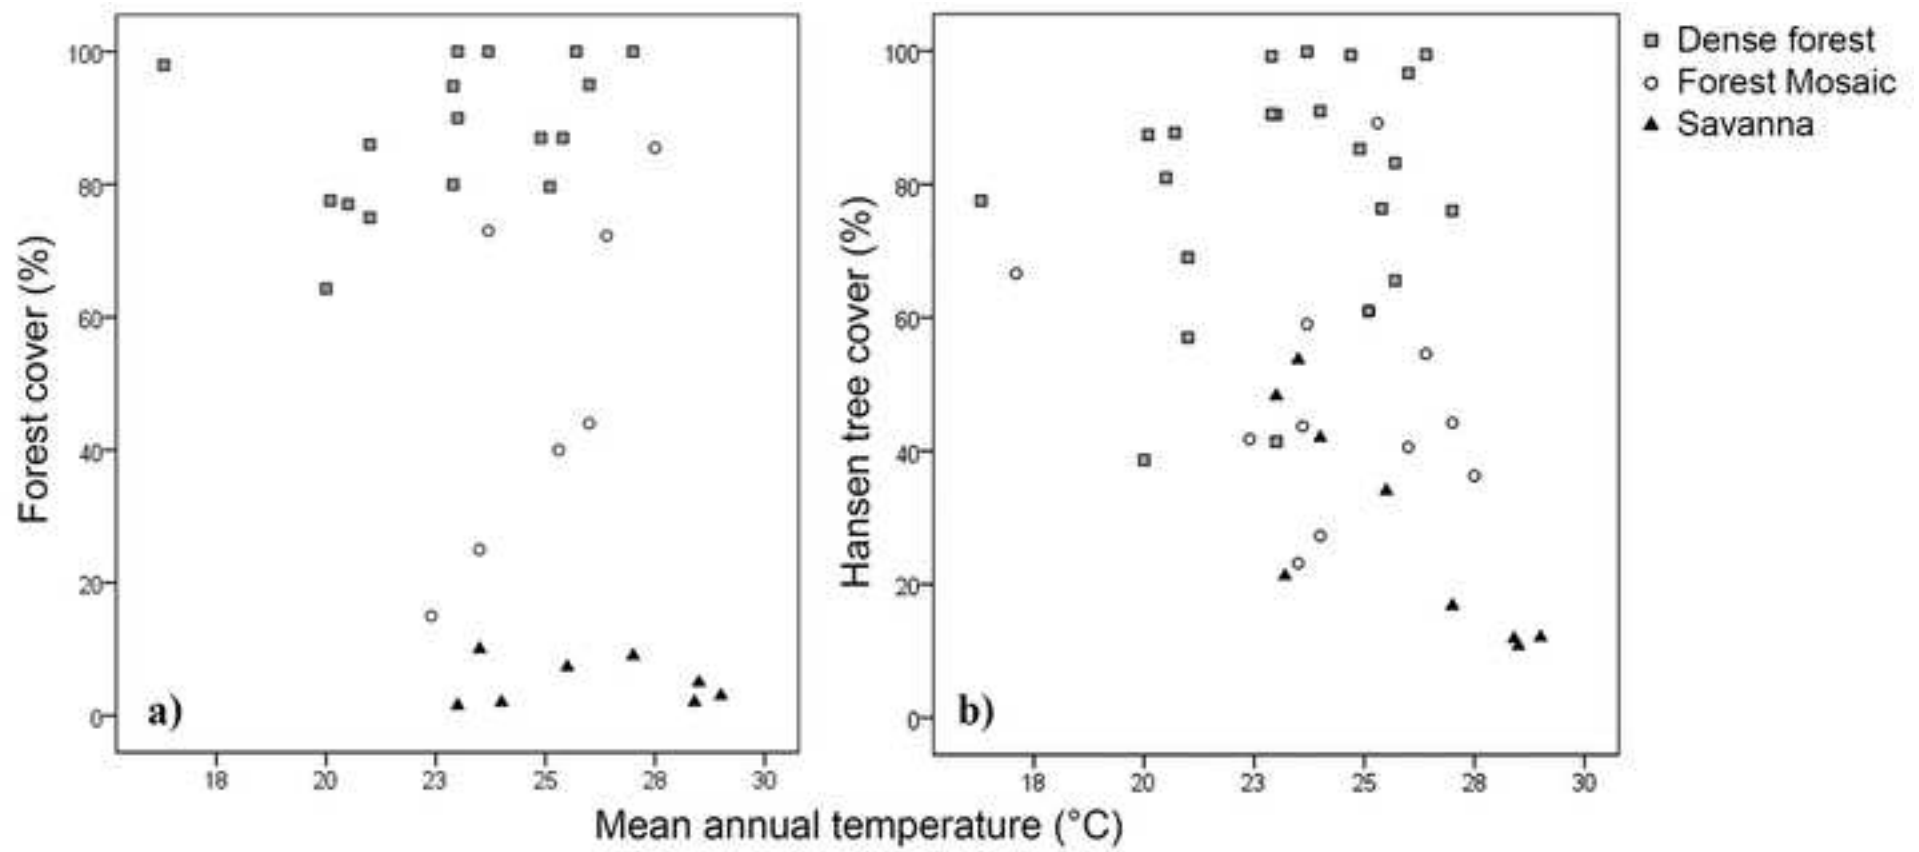 Forest cover (%)
100
80
60
40
20
0
a)
18 20 23 25 28 30
Hansen tree cover (%)
100
80
60
40
20
0
b)
18 20 23 25 28 30
Mean annual temperature (°C)
Dense forest
Forest Mosaic
Savanna